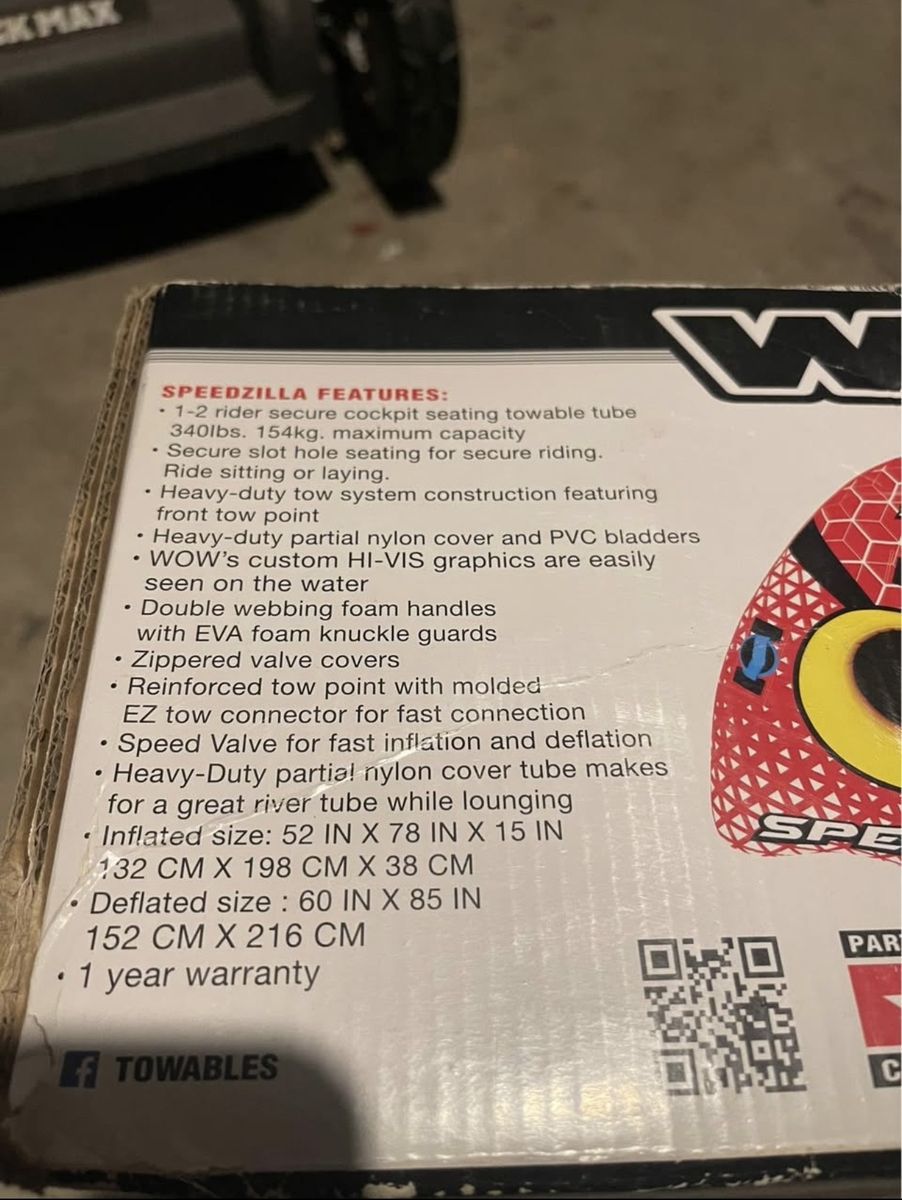 CK MAX
W
SPEEDZILLA FEATURES:
• 1-2 rider secure cockpit seating towable tube
340lbs. 154kg. maximum capacity
• Secure slot hole seating for secure riding.
Ride sitting or laying.
• Heavy-duty tow system construction featuring
front tow point
• Heavy-duty partial nylon cover and PVC bladders
• WOW's custom HI-VIS graphics are easily
seen on the water
• Double webbing foam handles
with EVA foam knuckle guards
• Zippered valve covers
• Reinforced tow point with molded
EZ tow connector for fast connection
• Speed Valve for fast inflation and deflation
• Heavy-Duty partial nylon cover tube makes
for a great river tube while lounging
• Inflated size: 52 IN X 78 IN X 15 IN
132 CM X 198 CM X 38 CM
• Deflated size : 60 IN X 85 IN
152 CM X 216 CM
• 1 year warranty
SPE
PAR
C
f TOWABLES